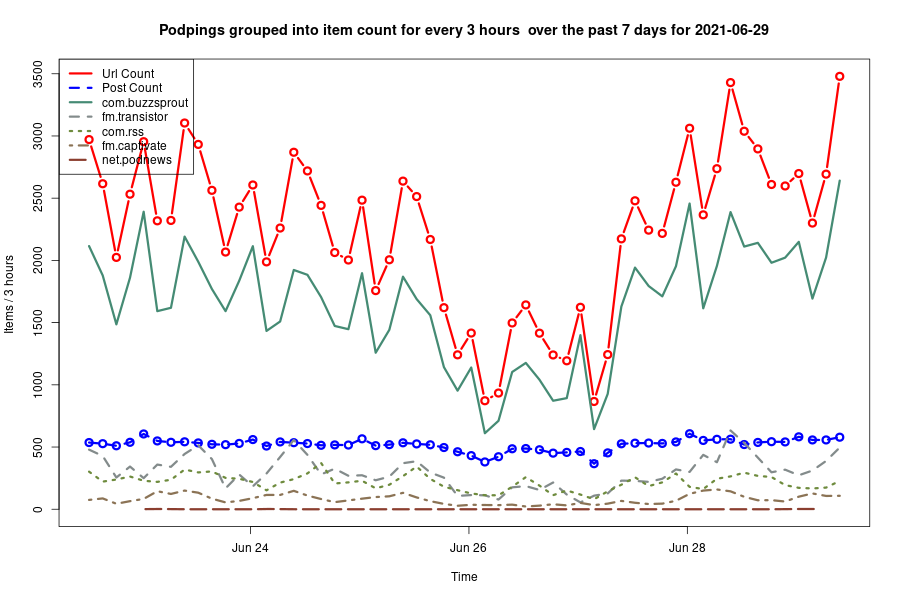 Podpings grouped into item count for every 3 hours  over the past 7 days for 2021-06-29
Url Count
Post Count
com.buzzsprout
fm.transistor
com.rss
fm.captivate
net.podnews
Items / 3 hours
3500
3000
2500
2000
1500
1000
500
0
Jun 24
Jun 26
Jun 28
Time